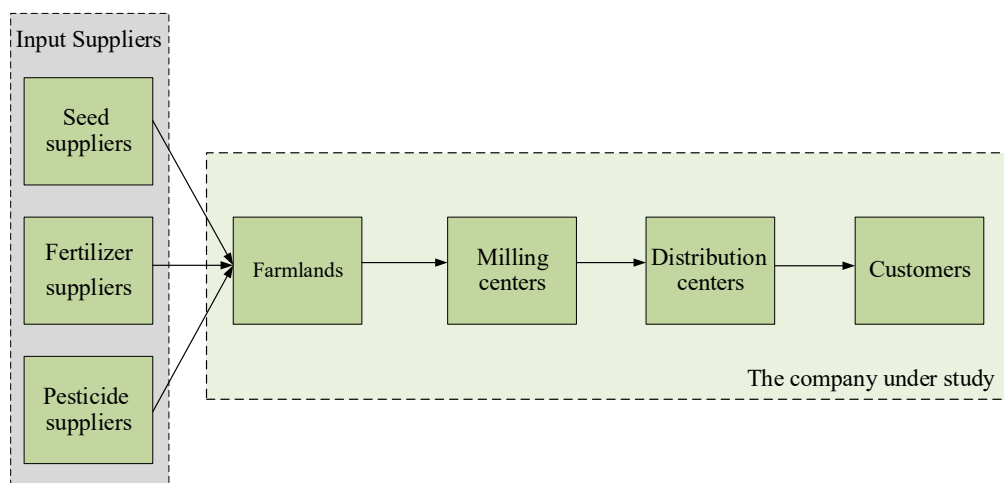 Input Suppliers
Seed
suppliers
Fertilizer
suppliers
Pesticide
suppliers
Farmlands
Milling
centers
Distribution
centers
Customers
The company under study